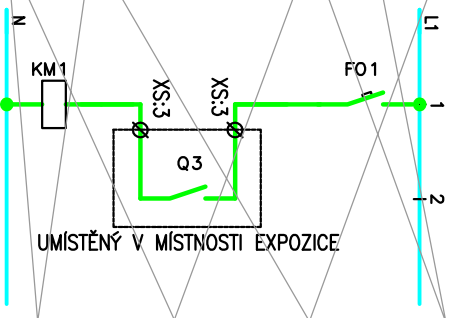 N
L1
KM1
FO1
XS:3
XS:3
1
Q3
2
UMÍSTĚNÝ V MÍSTNOSTI EXPOZICE